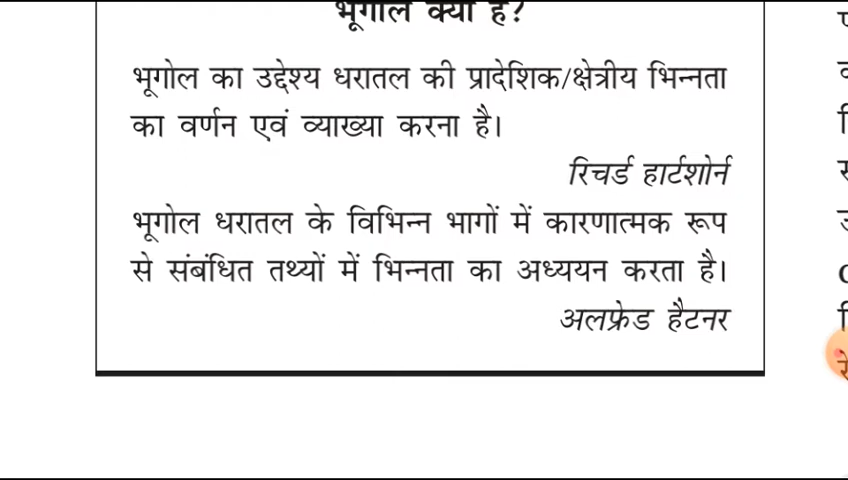 भूगोल क्या है?
भूगोल का उद्देश्य धरातल की प्रादेशिक/क्षेत्रीय भिन्नता
का वर्णन एवं व्याख्या करना है।
रिचर्ड हार्टशोर्न
भूगोल धरातल के विभिन्न भागों में कारणात्मक रूप
से संबंधित तथ्यों में भिन्नता का अध्ययन करता है।
अलफ्रेड हैटनर